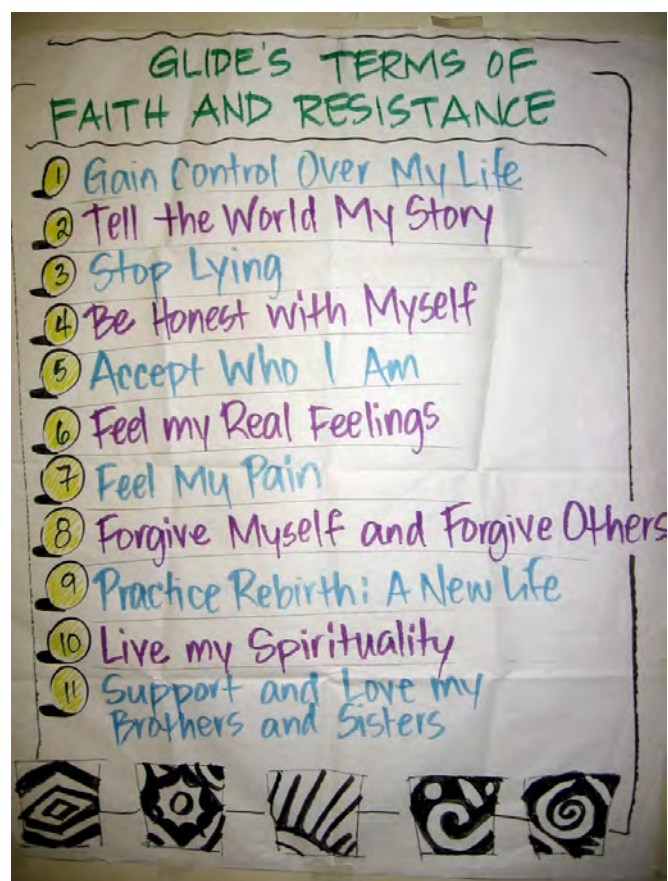 GLIDE'S TERMS OF
FAITH AND RESISTANCE
1 Gain Control Over My Life
2 Tell the World My Story
3 Stop Lying
4 Be Honest with Myself
5 Accept Who I Am
6 Feel my Real Feelings
7 Feel My Pain
8 Forgive Myself and Forgive Others
9 Practice Rebirth: A New Life
10 Live my Spirituality
11 Support and Love my
Brothers and Sisters